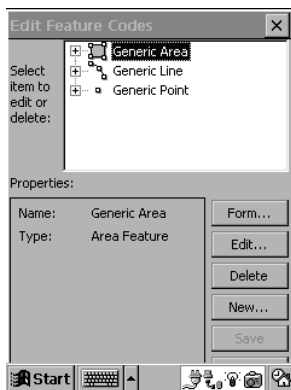 Edit Feature Codes
Select
item to
edit or
delete:
Generic Area
Generic Line
Generic Point
Properties:
Name: Generic Area
Type: Area Feature
Form...
Edit...
Delete
New...
Save
Start